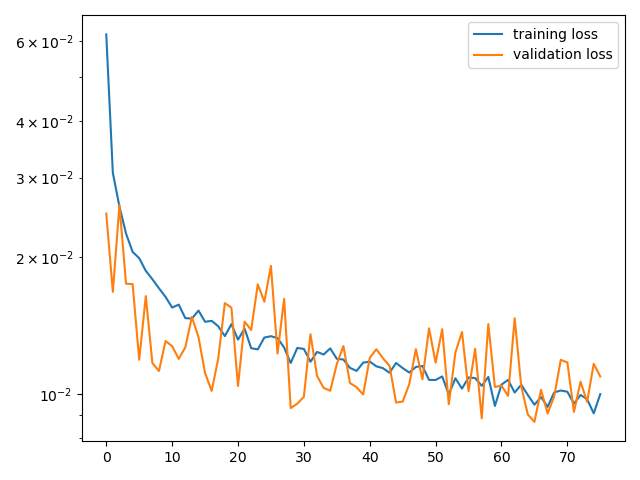 training loss
validation loss
6 × 10⁻²
4 × 10⁻²
3 × 10⁻²
2 × 10⁻²
10⁻²
0 10 20 30 40 50 60 70